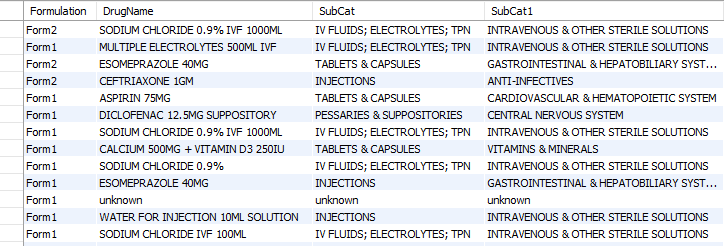 Formulation DrugName SubCat SubCat1
Form2 SODIUM CHLORIDE 0.9% IVF 1000ML IV FLUIDS; ELECTROLYTES; TPN INTRAVENOUS & OTHER STERILE SOLUTIONS
Form1 MULTIPLE ELECTROLYTES 500ML IVF IV FLUIDS; ELECTROLYTES; TPN INTRAVENOUS & OTHER STERILE SOLUTIONS
Form2 ESOMEPRAZOLE 40MG TABLETS & CAPSULES GASTROINTESTINAL & HEPATOBILIARY SYST...
Form2 CEFTRIAXONE 1GM INJECTIONS ANTI-INFECTIVES
Form1 ASPIRIN 75MG TABLETS & CAPSULES CARDIOVASCULAR & HEMATOPOIETIC SYSTEM
Form1 DICLOFENAC 12.5MG SUPPOSITORY PESSARIES & SUPPOSITORIES CENTRAL NERVOUS SYSTEM
Form1 SODIUM CHLORIDE 0.9% IVF 1000ML IV FLUIDS; ELECTROLYTES; TPN INTRAVENOUS & OTHER STERILE SOLUTIONS
Form1 CALCIUM 500MG + VITAMIN D3 250IU TABLETS & CAPSULES VITAMINS & MINERALS
Form1 SODIUM CHLORIDE 0.9% IV FLUIDS; ELECTROLYTES; TPN INTRAVENOUS & OTHER STERILE SOLUTIONS
Form1 ESOMEPRAZOLE 40MG INJECTIONS GASTROINTESTINAL & HEPATOBILIARY SYST...
Form1 unknown unknown unknown
Form1 WATER FOR INJECTION 10ML SOLUTION INJECTIONS INTRAVENOUS & OTHER STERILE SOLUTIONS
Form1 SODIUM CHLORIDE IVF 100ML IV FLUIDS; ELECTROLYTES; TPN INTRAVENOUS & OTHER STERILE SOLUTIONS